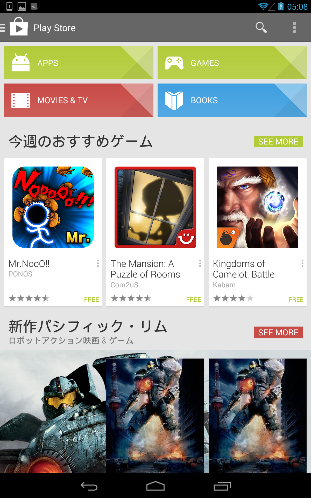 05:08
Play Store
APPS
GAMES
MOVIES & TV
BOOKS
今週のおすすめゲーム
SEE MORE
NooO!!
Mr.
Mr.NooO!!
PONOS
FREE
The Mansion: A
Puzzle of Rooms
Com2uS
FREE
Kingdoms of
Camelot: Battle
Kabam
FREE
新作パシフィック・リム
ロボットアクション映画 & ゲーム
SEE MORE